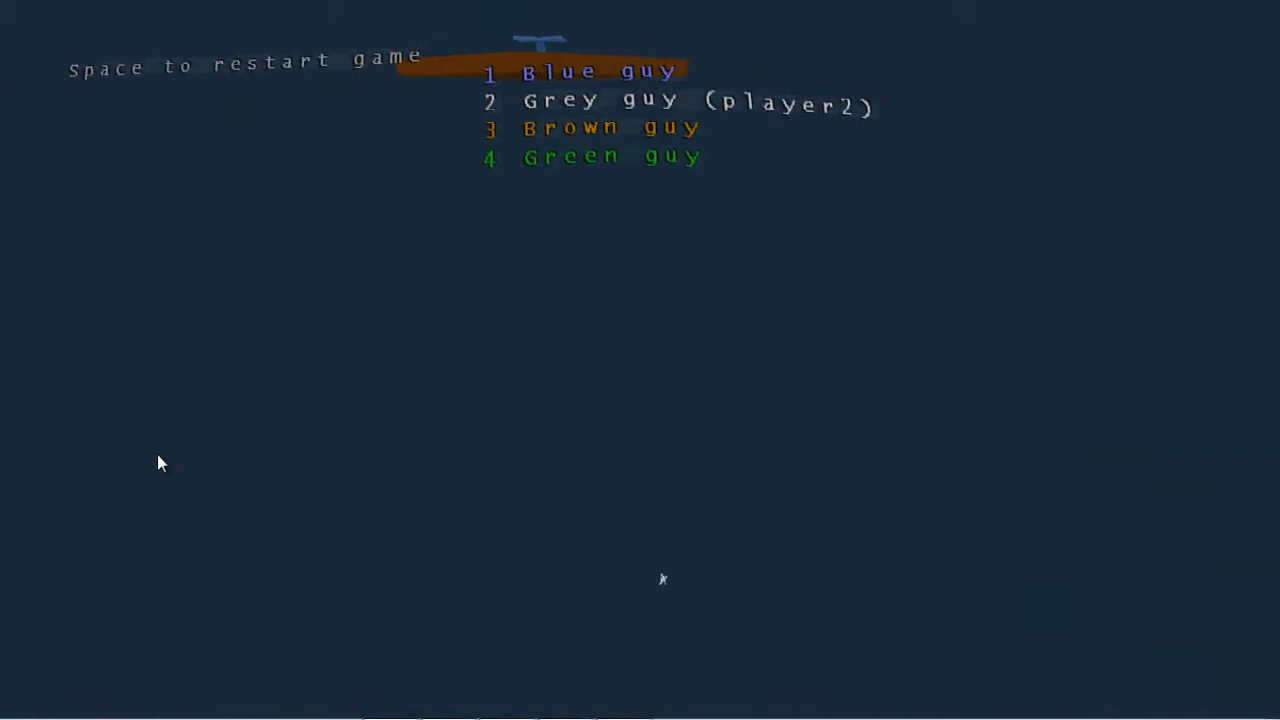 Space to restart game
1 Blue guy
2 Grey guy (player2)
3 Brown guy
4 Green guy